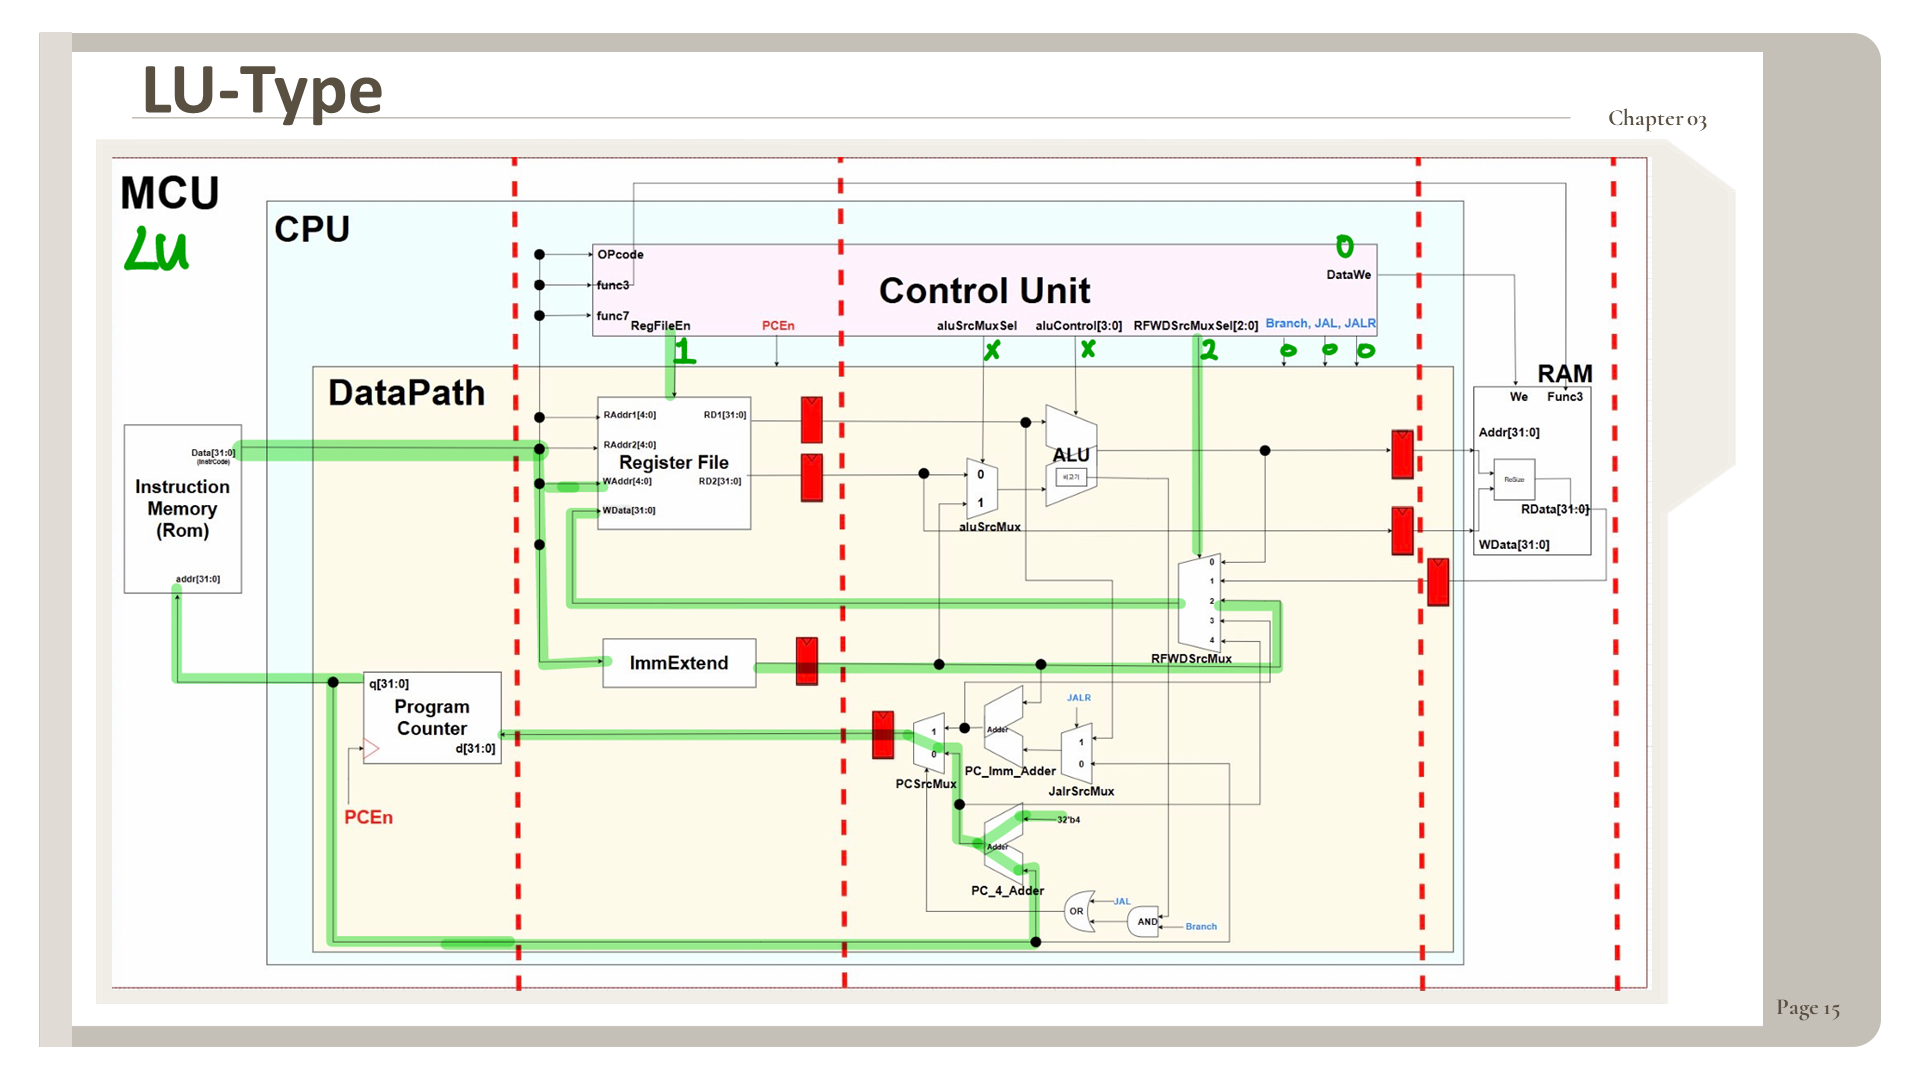 LU-Type
Chapter 03
MCU
LU
CPU
OPcode
func3
func7
Control Unit
0
DataWe
RegFileEn
PCEn
aluSrcMuxSel
aluControl[3:0]
RFWDSrcMuxSel[2:0]
Branch, JAL, JALR
1
x
x
2
0
0
0
DataPath
RAM
We
Func3
Addr[31:0]
ReSize
RData[31:0]
WData[31:0]
Data[31:0]
(InstrCode)
Instruction
Memory
(Rom)
addr[31:0]
RAddr1[4:0]
RD1[31:0]
RAddr2[4:0]
Register File
WAddr[4:0]
RD2[31:0]
WData[31:0]
ALU
비교기
0
1
aluSrcMux
0
1
2
3
4
RFWDSrcMux
ImmExtend
q[31:0]
Program
Counter
d[31:0]
PCEn
1
0
PCSrcMux
Adder
PC_Imm_Adder
JALR
1
0
JalrSrcMux
32'b4
Adder
PC_4_Adder
OR
JAL
AND
Branch
Page 15